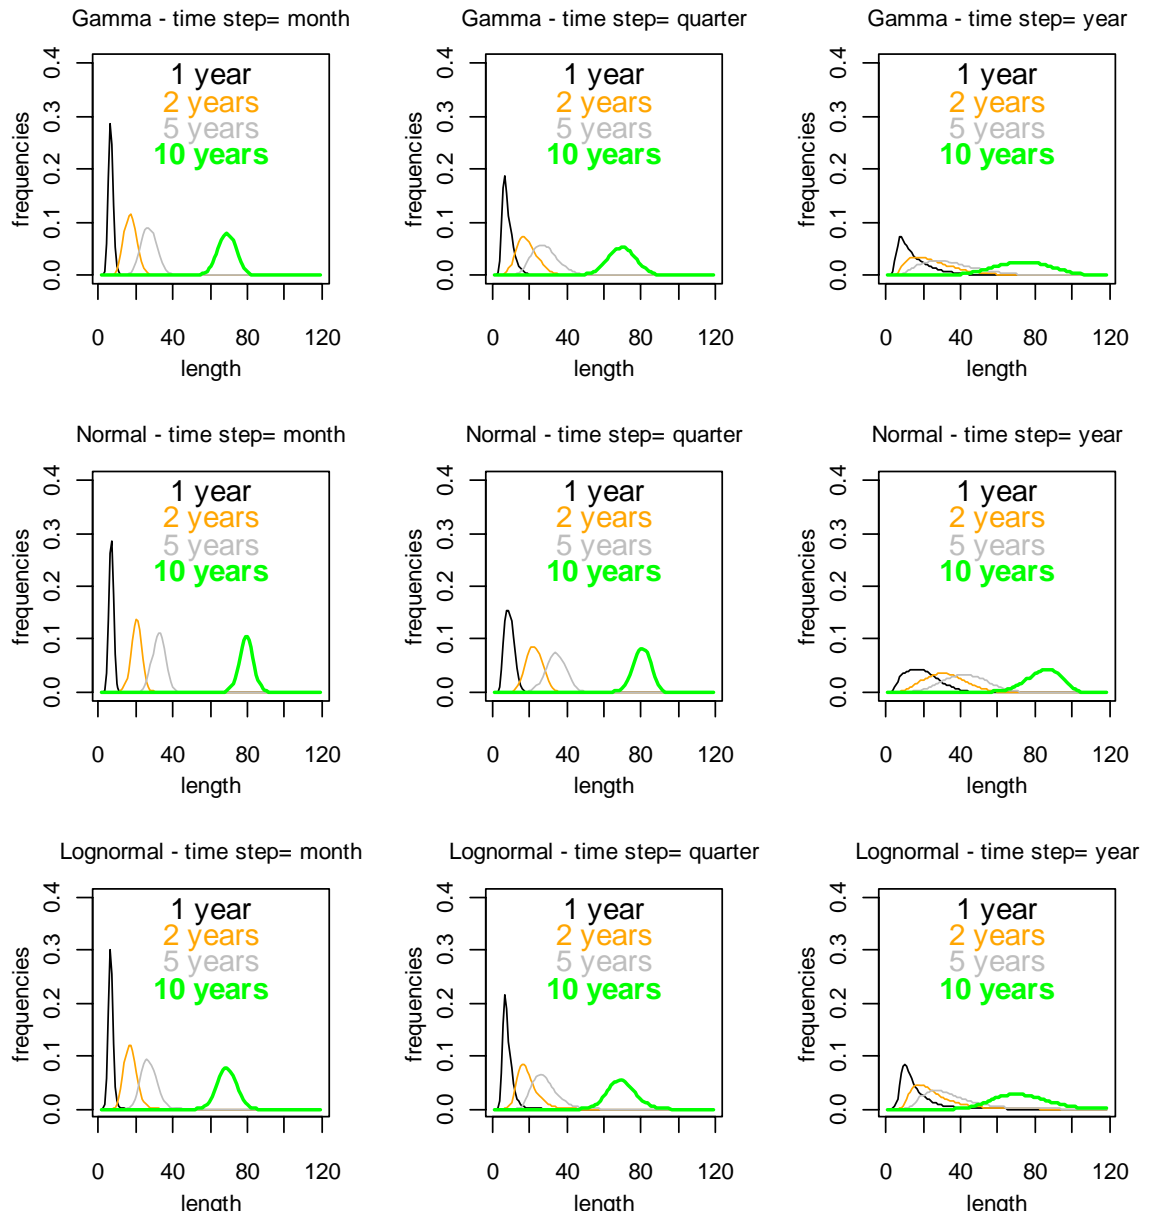 Gamma - time step= month
Gamma - time step= quarter
Gamma - time step= year
frequencies
0.0 0.1 0.2 0.3 0.4
1 year
2 years
5 years
10 years
0 40 80 120
length
frequencies
0.0 0.1 0.2 0.3 0.4
1 year
2 years
5 years
10 years
0 40 80 120
length
frequencies
0.0 0.1 0.2 0.3 0.4
1 year
2 years
5 years
10 years
0 40 80 120
length
Normal - time step= month
Normal - time step= quarter
Normal - time step= year
frequencies
0.0 0.1 0.2 0.3 0.4
1 year
2 years
5 years
10 years
0 40 80 120
length
frequencies
0.0 0.1 0.2 0.3 0.4
1 year
2 years
5 years
10 years
0 40 80 120
length
frequencies
0.0 0.1 0.2 0.3 0.4
1 year
2 years
5 years
10 years
0 40 80 120
length
Lognormal - time step= month
Lognormal - time step= quarter
Lognormal - time step= year
frequencies
0.0 0.1 0.2 0.3 0.4
1 year
2 years
5 years
10 years
0 40 80 120
length
frequencies
0.0 0.1 0.2 0.3 0.4
1 year
2 years
5 years
10 years
0 40 80 120
length
frequencies
0.0 0.1 0.2 0.3 0.4
1 year
2 years
5 years
10 years
0 40 80 120
length